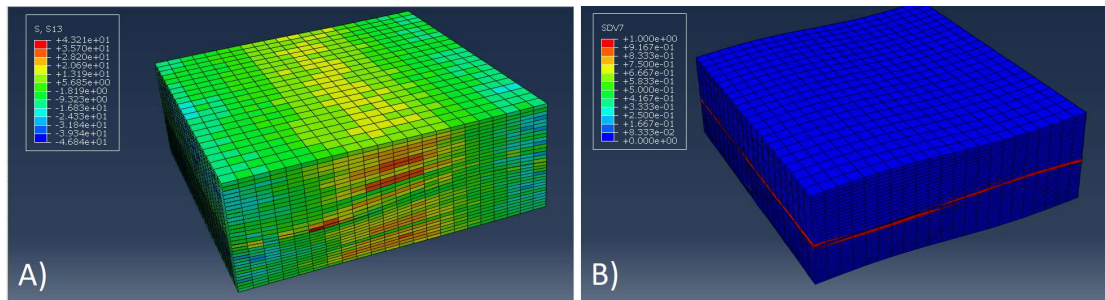 S, S13
+4.321e+01
+3.570e+01
+2.820e+01
+2.069e+01
+1.319e+01
+5.685e+00
-1.819e+00
-9.323e+00
-1.683e+01
-2.433e+01
-3.184e+01
-3.934e+01
-4.684e+01
A)
SDV7
+1.000e+00
+9.167e-01
+8.333e-01
+7.500e-01
+6.667e-01
+5.833e-01
+5.000e-01
+4.167e-01
+3.333e-01
+2.500e-01
+1.667e-01
+8.333e-02
+0.000e+00
B)